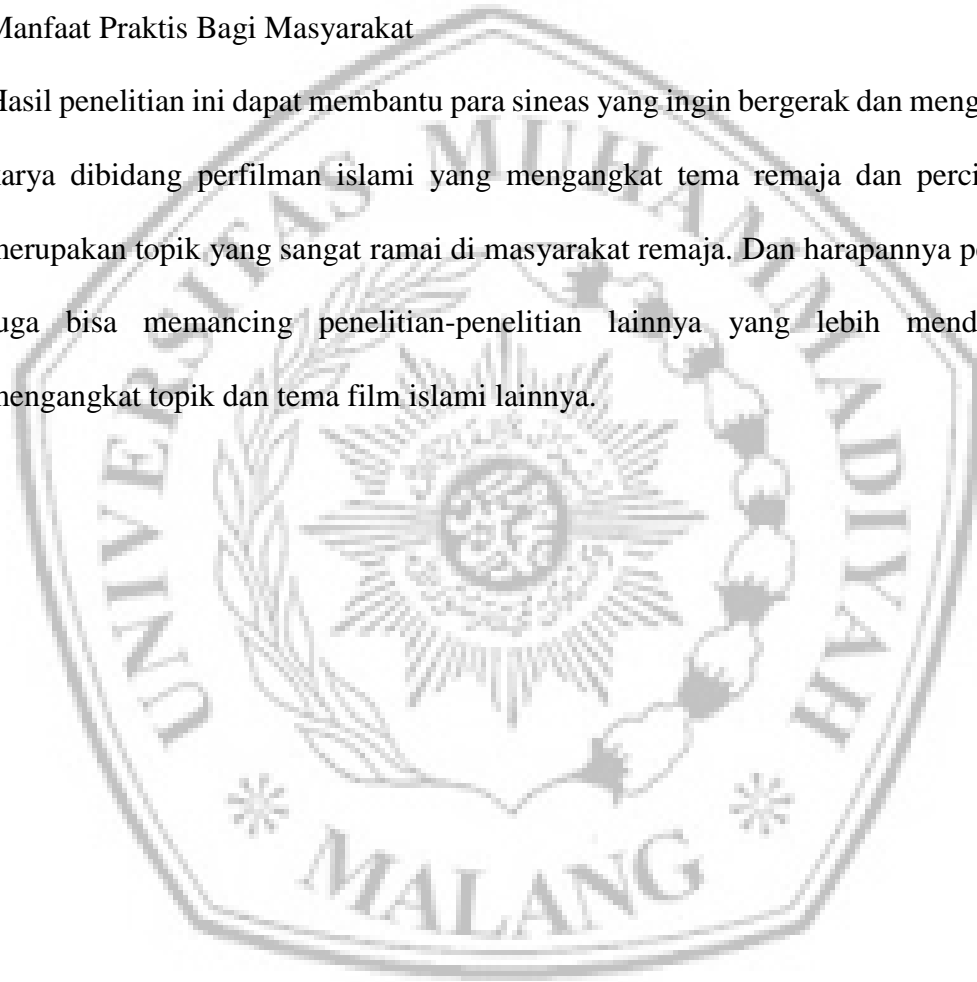 Manfaat Praktis Bagi Masyarakat
Hasil penelitian ini dapat membantu para sineas yang ingin bergerak dan
karya dibidang perfilman islami yang mengangkat tema remaja dan
merupakan topik yang sangat ramai di masyarakat remaja. Dan harapannya
juga bisa memancing penelitian-penelitian lainnya yang lebih
mengangkat topik dan tema film islami lainnya.
UNIVERSITAS MUHAMMADIYAH
MALANG